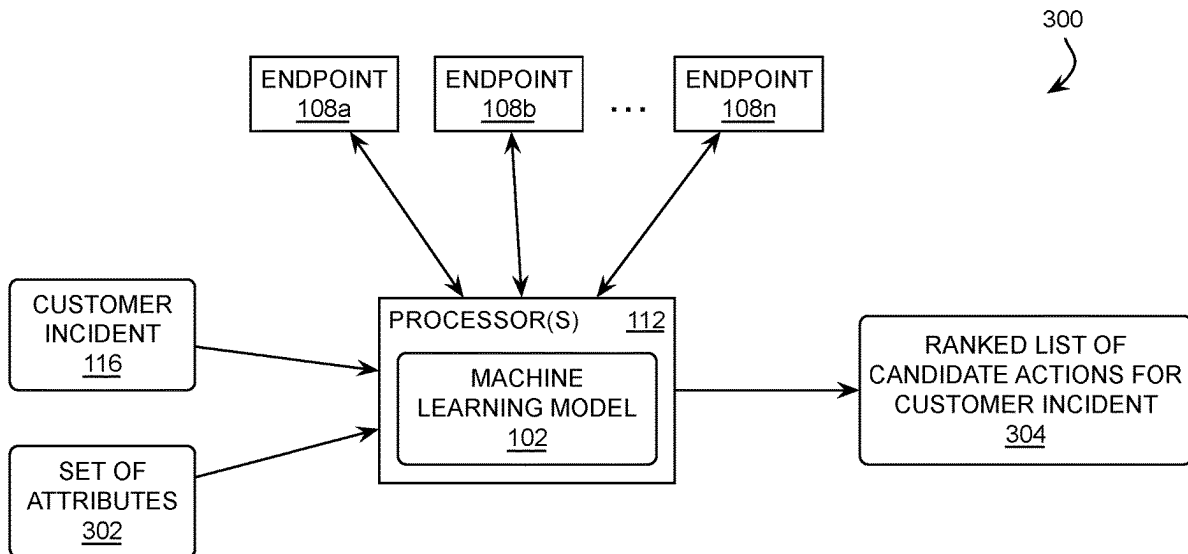 300
ENDPOINT
108a
ENDPOINT
108b
...
ENDPOINT
108n
CUSTOMER
INCIDENT
116
SET OF
ATTRIBUTES
302
PROCESSOR(S) 112
MACHINE
LEARNING MODEL
102
RANKED LIST OF
CANDIDATE ACTIONS FOR
CUSTOMER INCIDENT
304